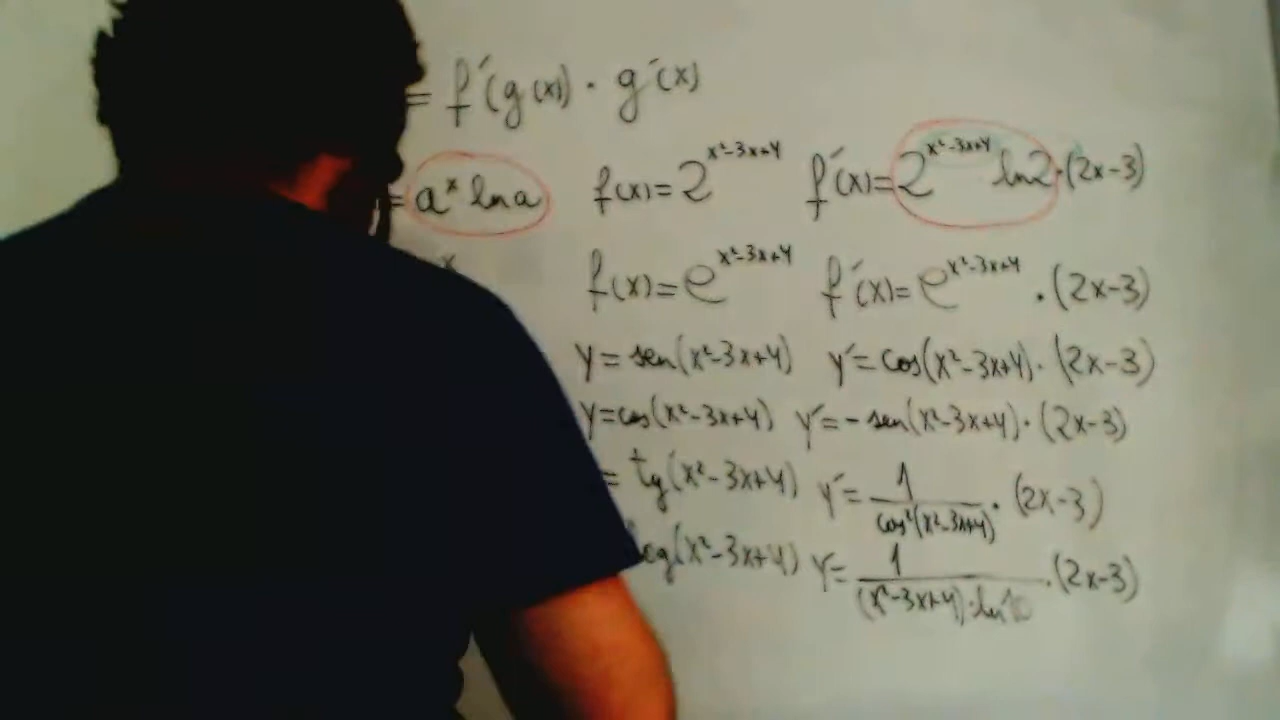 = f´(g(x)) · g´(x)
= aˣ ln a f(x)=2^(x²-3x+4) f´(x)=2^(x²-3x+4) ln2·(2x-3)
x f(x)=e^(x²-3x+4) f´(x)=e^(x²-3x+4) ·(2x-3)
y=sen(x²-3x+4) y´=cos(x²-3x+4)·(2x-3)
y=cos(x²-3x+4) y´=-sen(x²-3x+4)·(2x-3)
= tg(x²-3x+4) y´= 1/cos²(x²-3x+4) · (2x-3)
log(x²-3x+4) y´= 1/(x²-3x+4)·ln10 ·(2x-3)